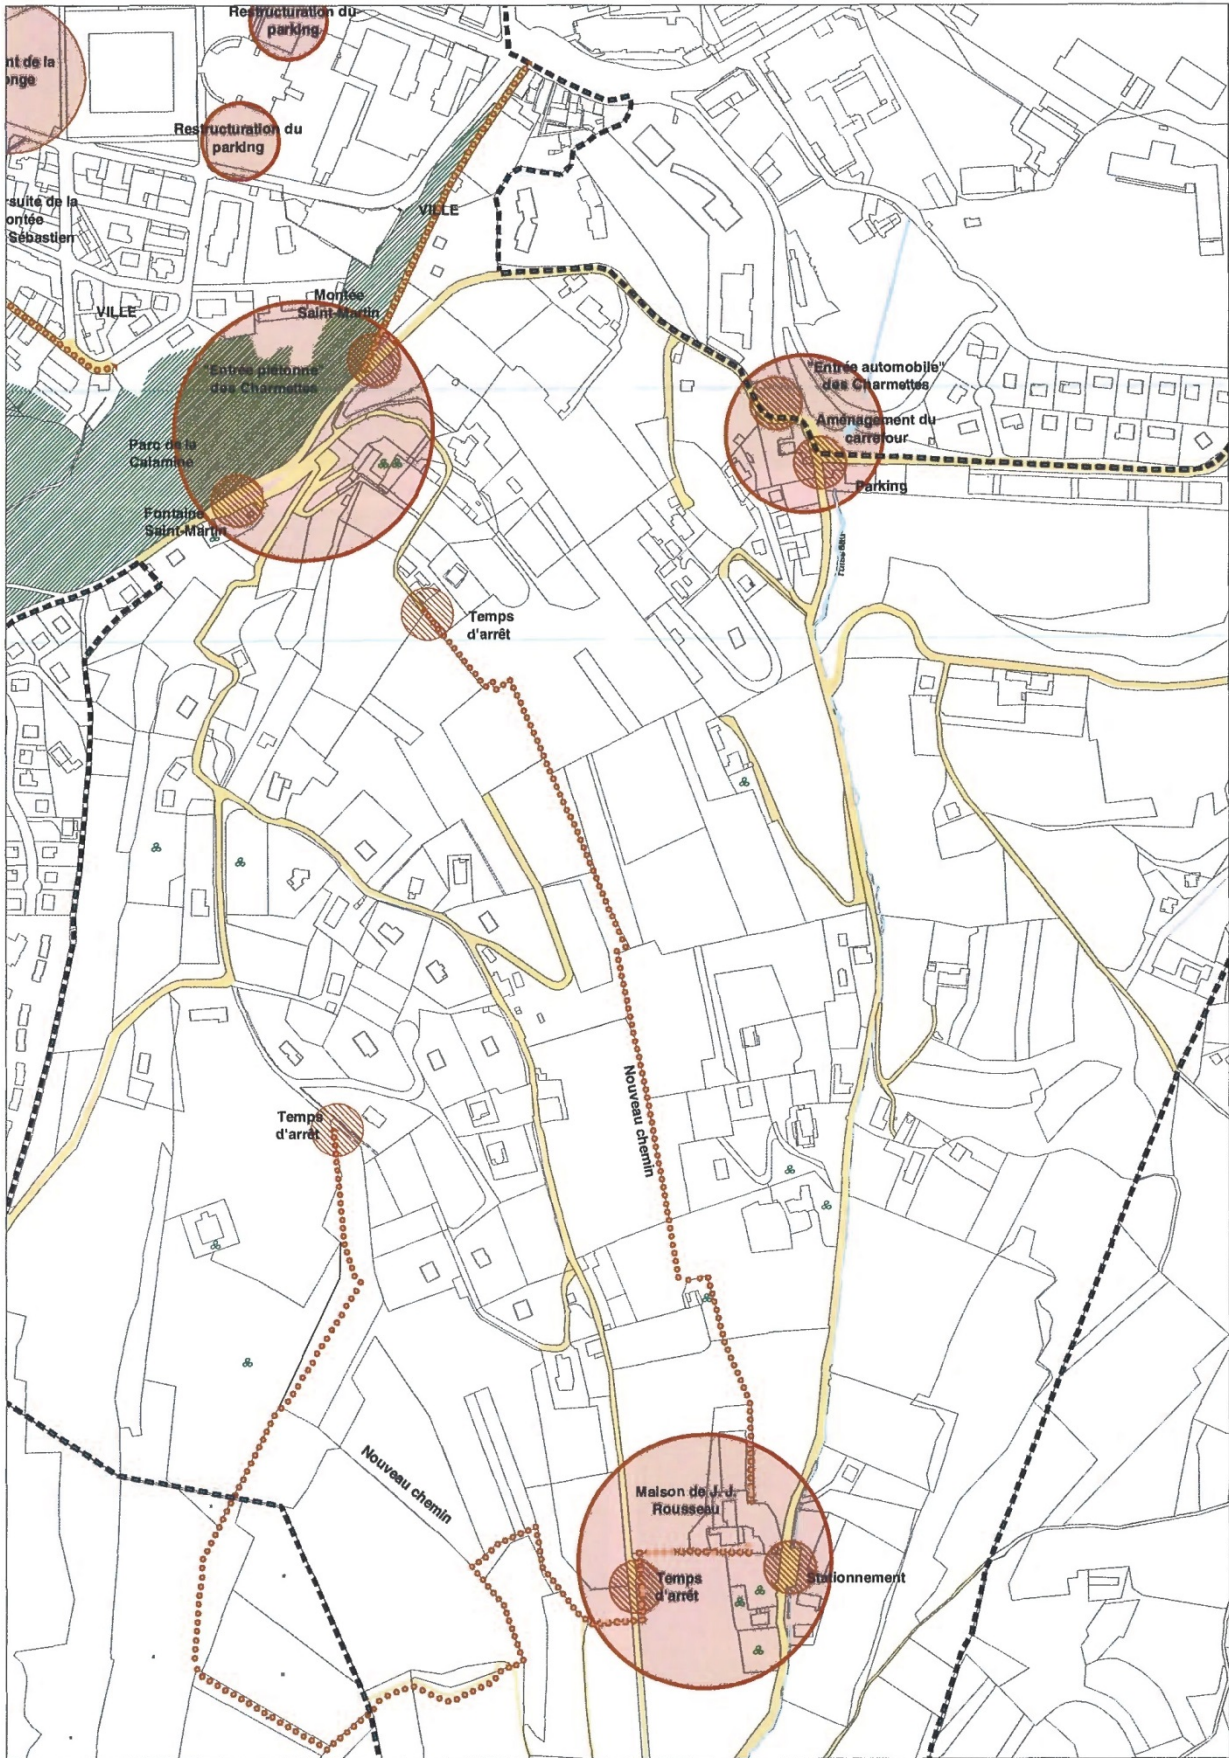 Restructuration du
parking
nt de la
onge
Restructuration du
parking
suite de la
ontée
Sébastien
VILLE
VILLE
Montée
Saint-Martin
"Entrée piétonne"
des Charmettes
"Entrée automobile"
des Charmettes
Aménagement du
carrefour
Parc de la
Calamine
Parking
Fontaine
Saint-Martin
ruisseau
Temps
d'arrêt
Nouveau chemin
Temps
d'arrêt
Nouveau chemin
Maison de J. J.
Rousseau
Temps
d'arrêt
Stationnement